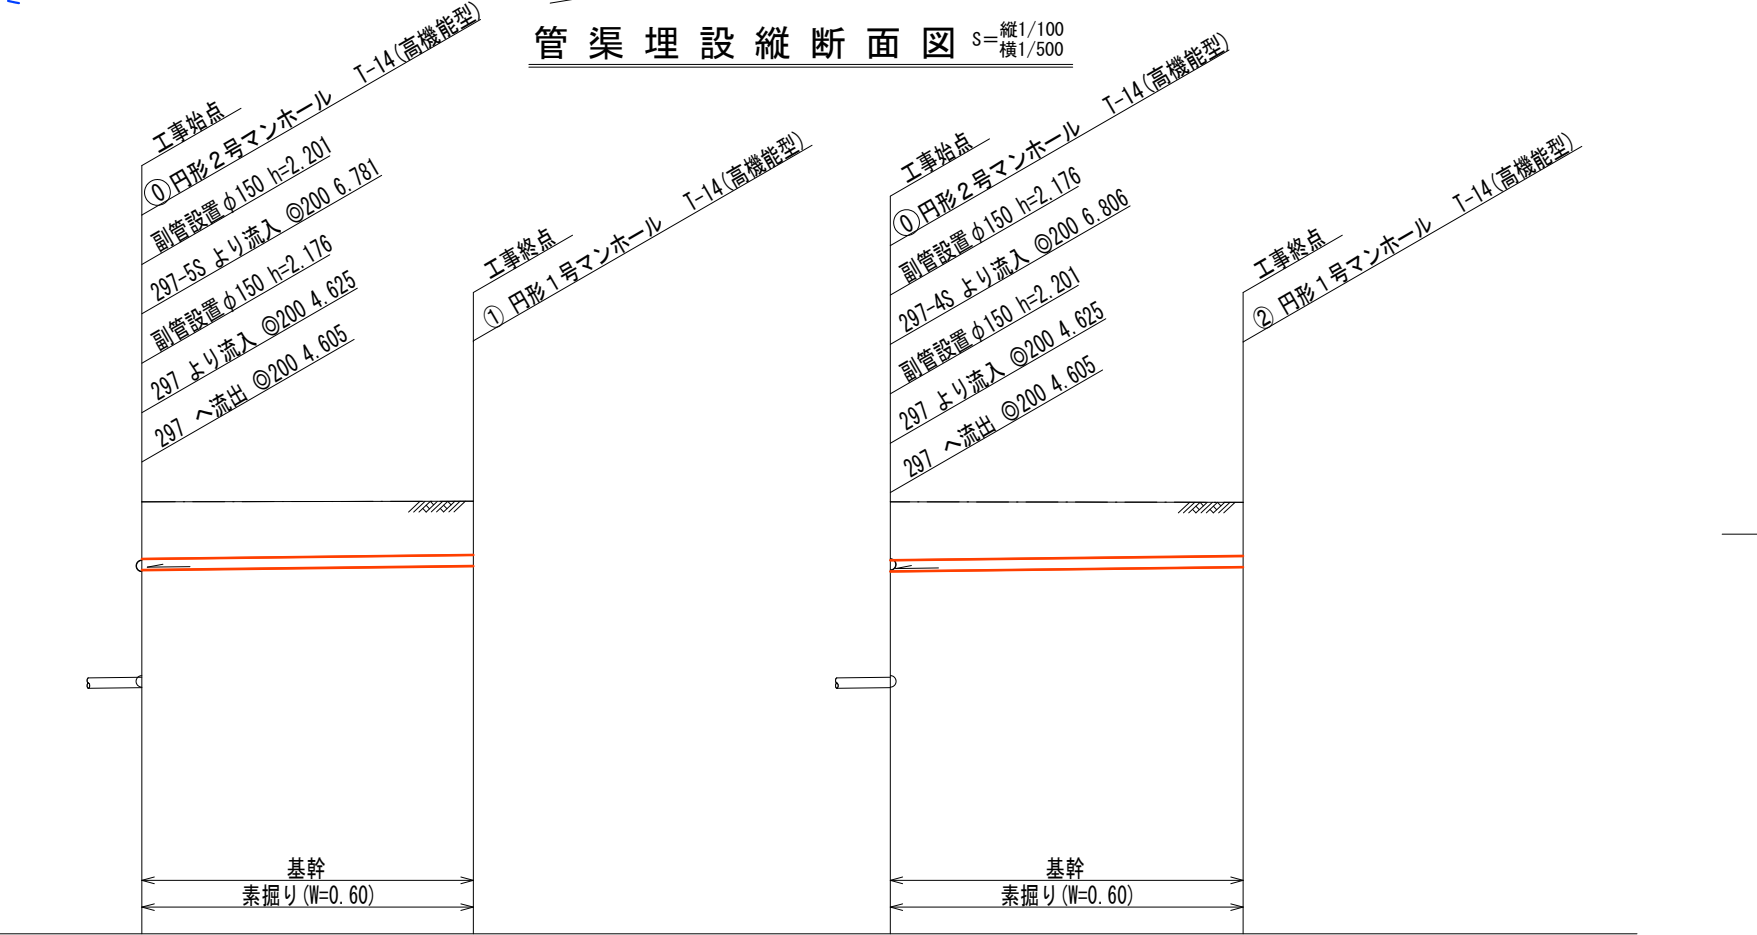 管渠埋設縦断面図 S=縦1/100 横1/500
工事始点
⓪円形2号マンホール T-14(高機能型)
副管設置φ150 h=2.201
297-5S より流入 ◎200 6.781
副管設置φ150 h=2.176
297 より流入 ◎200 4.625
297 へ流出 ◎200 4.605
工事終点
① 円形1号マンホール T-14(高機能型)
基幹
素掘り(W=0.60)
工事始点
⓪円形2号マンホール T-14(高機能型)
副管設置φ150 h=2.176
297-4S より流入 ◎200 6.806
副管設置φ150 h=2.201
297 より流入 ◎200 4.625
297 へ流出 ◎200 4.605
工事終点
② 円形1号マンホール T-14(高機能型)
基幹
素掘り(W=0.60)